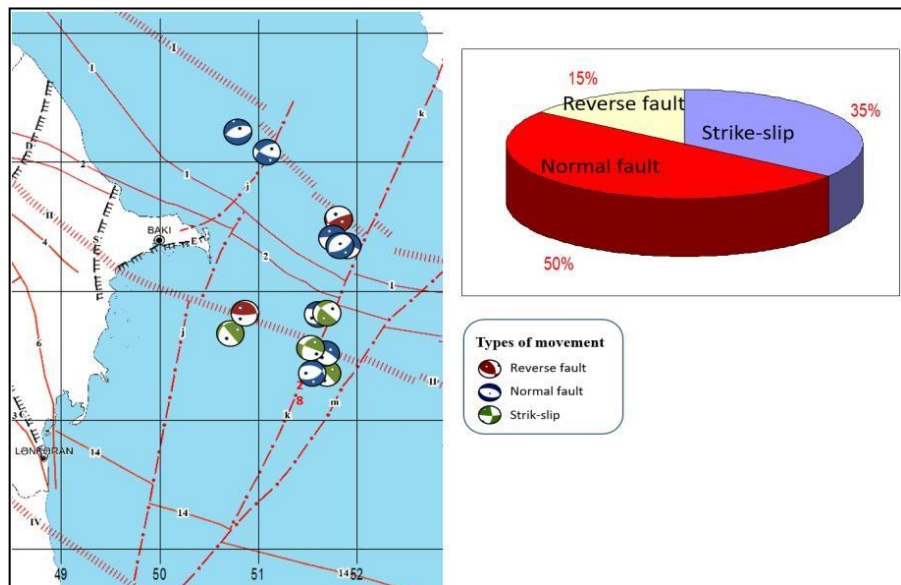 I
1
k
D
2
1
j
II
BAKI
S
E
4
2
1
j
6
II
2
8
k
m
3
C
LƏNKƏRAN
14
14
IV
14
49
50
51
52
15%
Reverse fault
35%
Strike-slip
Normal fault
50%
Types of movement
Reverse fault
Normal fault
Strik-slip